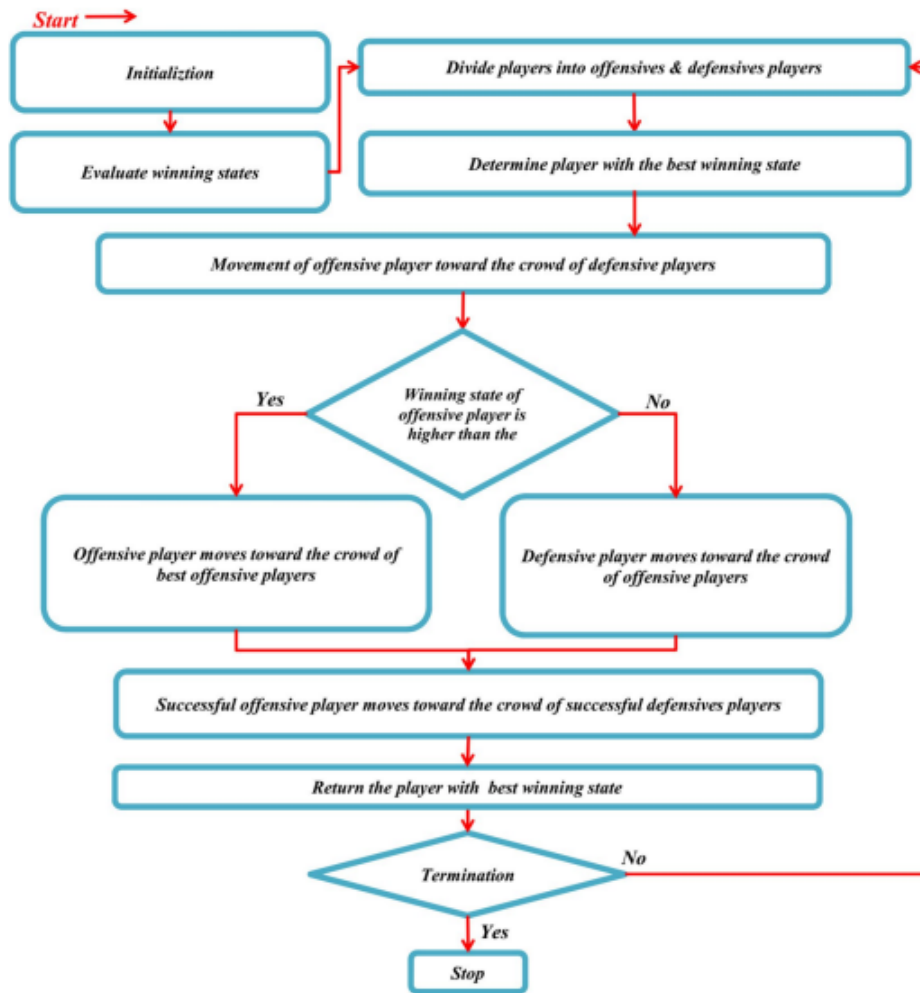 Start
Initializtion
Divide players into offensives & defensives players
Evaluate winning states
Determine player with the best winning state
Movement of offensive player toward the crowd of defensive players
Winning state of
offensive player is
higher than the
Yes
No
Offensive player moves toward the crowd of
best offensive players
Defensive player moves toward the crowd
of offensive players
Successful offensive player moves toward the crowd of successful defensives players
Return the player with best winning state
Termination
No
Yes
Stop